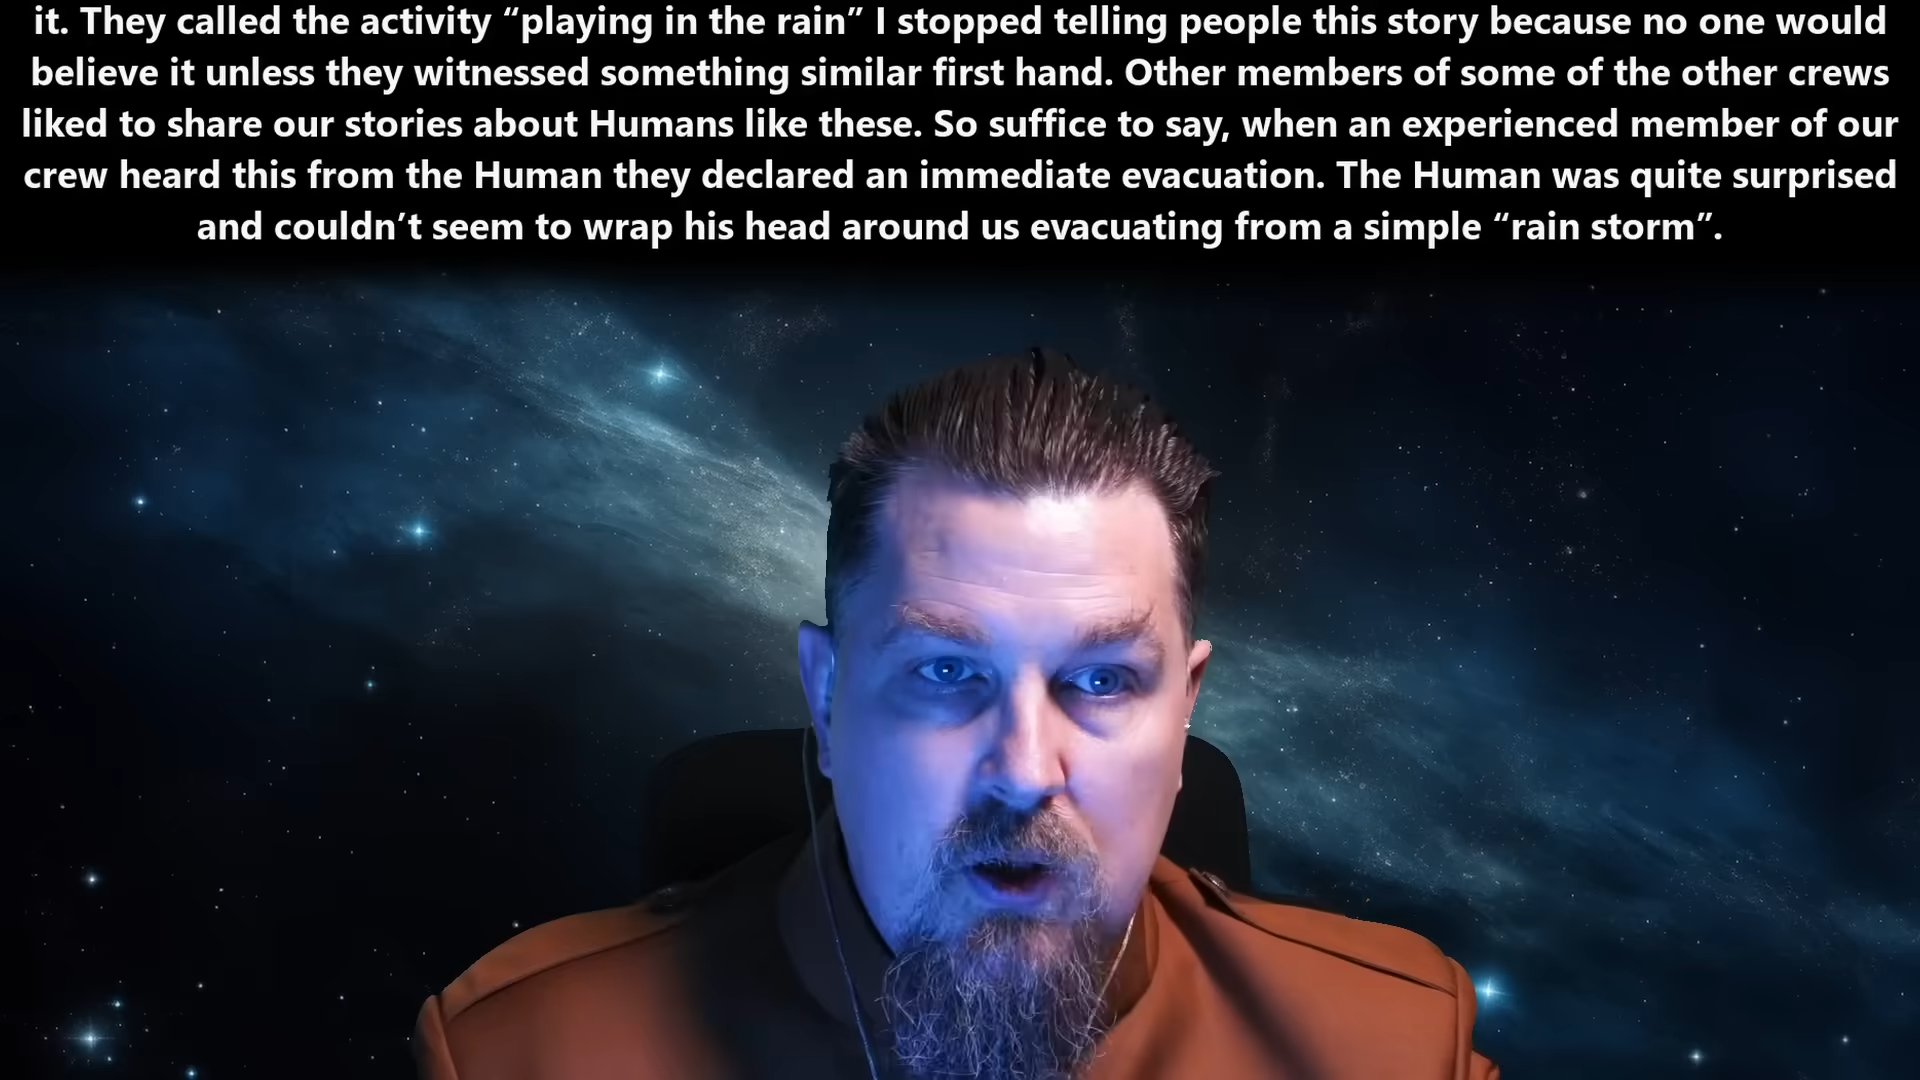 it. They called the activity “playing in the rain” I stopped telling people this story because no one would
believe it unless they witnessed something similar first hand. Other members of some of the other crews
liked to share our stories about Humans like these. So suffice to say, when an experienced member of our
crew heard this from the Human they declared an immediate evacuation. The Human was quite surprised
and couldn’t seem to wrap his head around us evacuating from a simple “rain storm”.